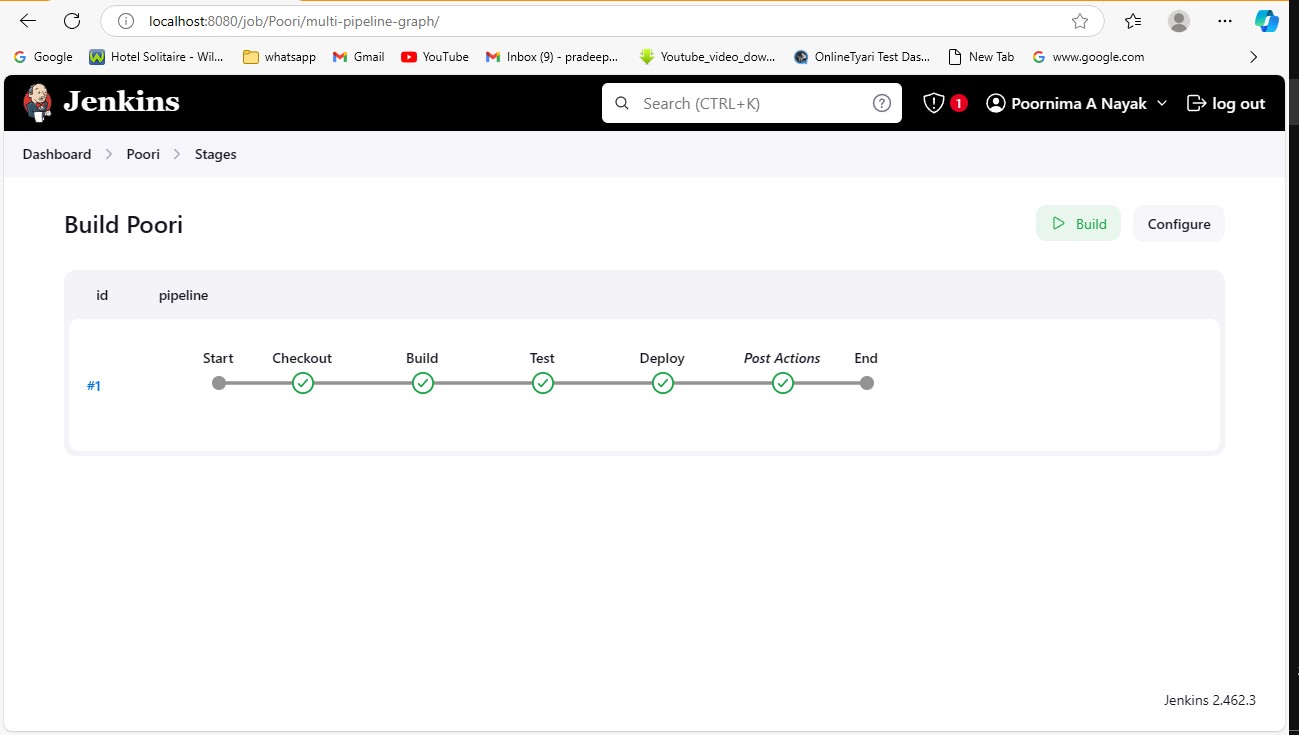 localhost:8080/job/Poori/multi-pipeline-graph/
Google Hotel Solitaire - Wil... whatsapp Gmail YouTube Inbox (9) - pradeep... Youtube_video_dow... OnlineTyari Test Das... New Tab www.google.com
Jenkins Search (CTRL+K) 1 Poornima A Nayak log out
Dashboard Poori Stages
Build Poori Build Configure
id pipeline
Start Checkout Build Test Deploy Post Actions End
#1
Jenkins 2.462.3